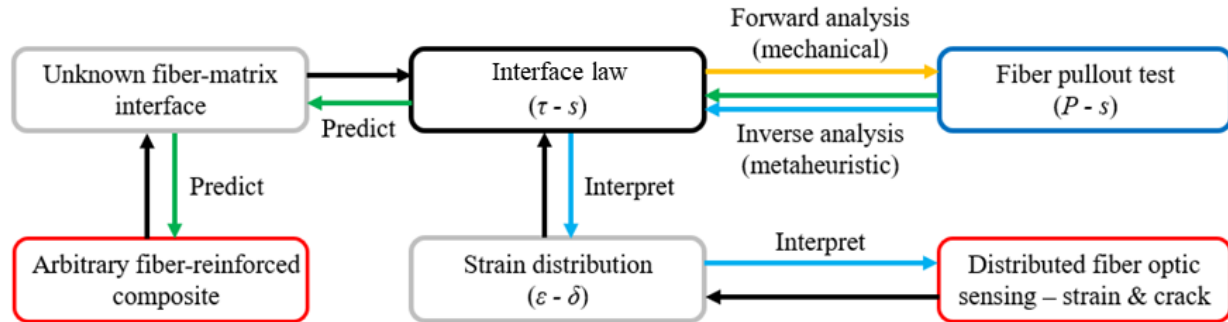 Forward analysis
(mechanical)
Unknown fiber-matrix
interface
Interface law
(τ - s)
Fiber pullout test
(P - s)
Predict
Inverse analysis
(metaheuristic)
Predict
Interpret
Interpret
Arbitrary fiber-reinforced
composite
Strain distribution
(ε - δ)
Distributed fiber optic
sensing – strain & crack